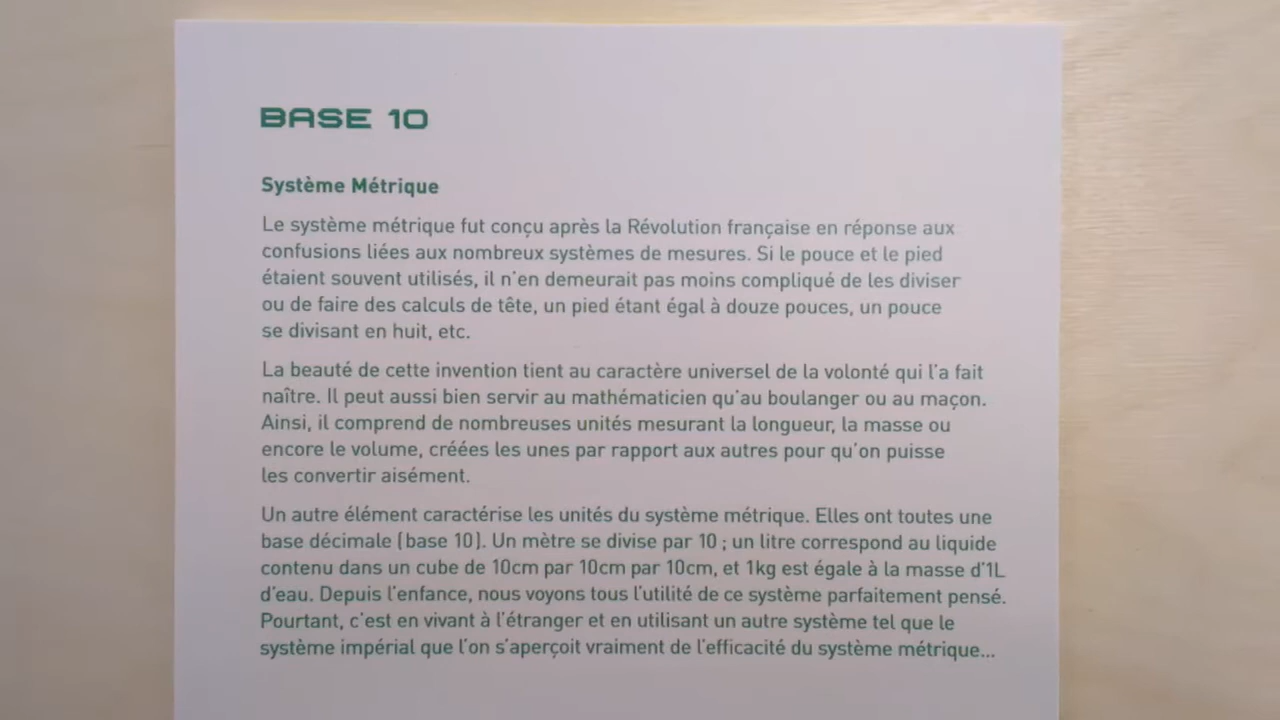 BASE 10
Système Métrique
Le système métrique fut conçu après la Révolution française en réponse aux
confusions liées aux nombreux systèmes de mesures. Si le pouce et le pied
étaient souvent utilisés, il n'en demeurait pas moins compliqué de les diviser
ou de faire des calculs de tête, un pied étant égal à douze pouces, un pouce
se divisant en huit, etc.
La beauté de cette invention tient au caractère universel de la volonté qui l'a fait
naître. Il peut aussi bien servir au mathématicien qu'au boulanger ou au maçon.
Ainsi, il comprend de nombreuses unités mesurant la longueur, la masse ou
encore le volume, créées les unes par rapport aux autres pour qu'on puisse
les convertir aisément.
Un autre élément caractérise les unités du système métrique. Elles ont toutes une
base décimale (base 10). Un mètre se divise par 10 ; un litre correspond au liquide
contenu dans un cube de 10cm par 10cm par 10cm, et 1kg est égale à la masse d'1L
d'eau. Depuis l'enfance, nous voyons tous l'utilité de ce système parfaitement pensé.
Pourtant, c'est en vivant à l'étranger et en utilisant un autre système tel que le
système impérial que l'on s'aperçoit vraiment de l'efficacité du système métrique...